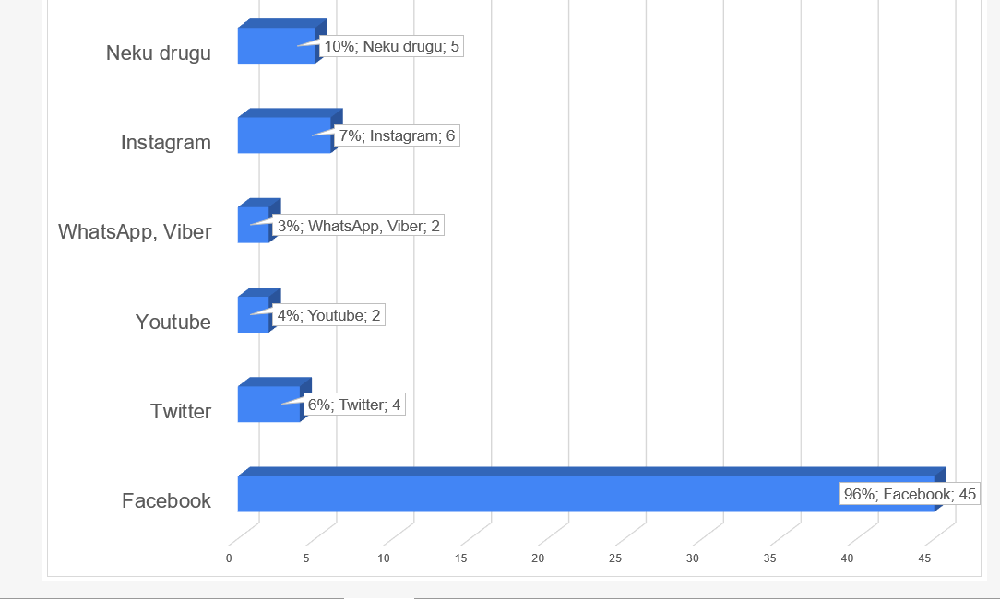 Neku drugu
10%; Neku drugu; 5
Instagram
7%; Instagram; 6
WhatsApp, Viber
3%; WhatsApp, Viber; 2
Youtube
4%; Youtube; 2
Twitter
6%; Twitter; 4
Facebook
96%; Facebook; 45
0 5 10 15 20 25 30 35 40 45